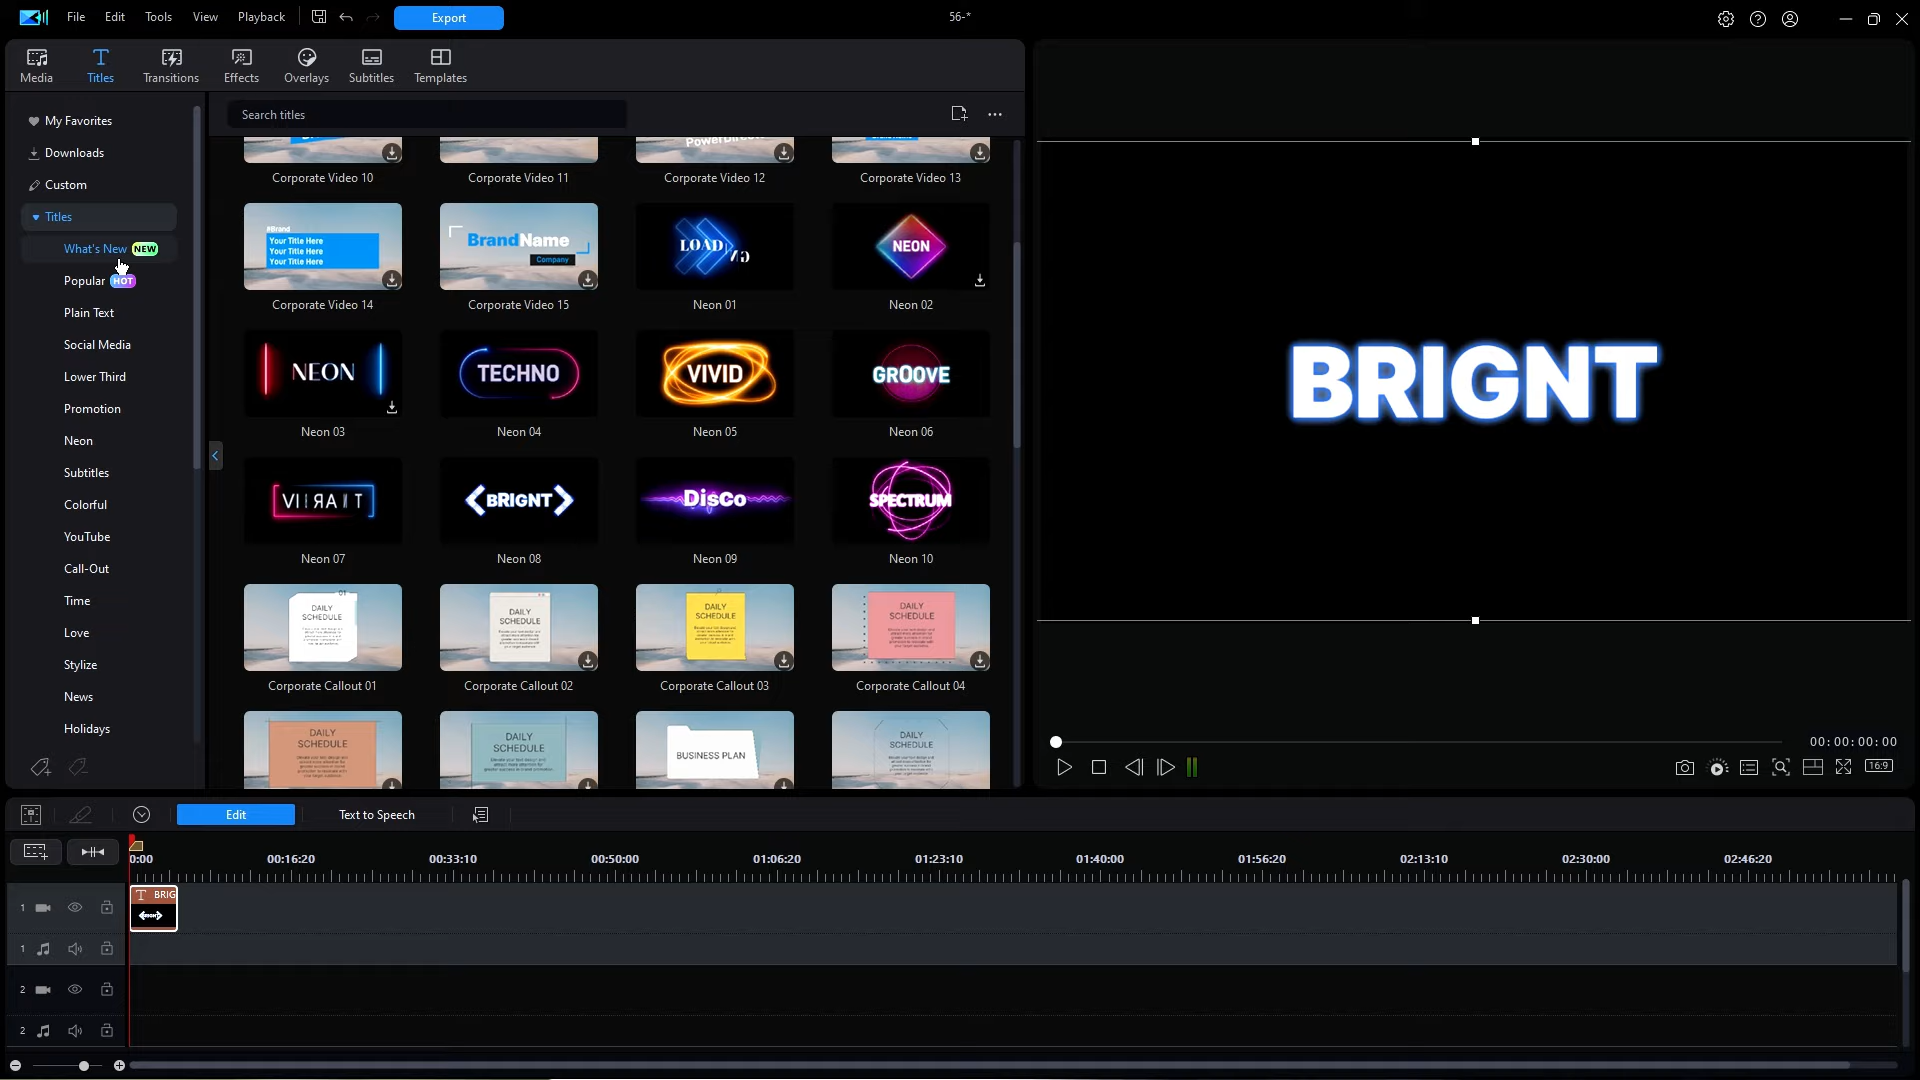 File Edit Tools View Playback Export 56-*
Media Titles Transitions Effects Overlays Subtitles Templates
My Favorites
Downloads
Custom
Titles
What's New NEW
Popular HOT
Plain Text
Social Media
Lower Third
Promotion
Neon
Subtitles
Colorful
YouTube
Call-Out
Time
Love
Stylize
News
Holidays
Search titles
Corporate Video 10 Corporate Video 11 Corporate Video 12 Corporate Video 13
#Brand
Your Title Here
Your Title Here
Your Title Here
BrandName
Company
NEON
Corporate Video 14 Corporate Video 15 Neon 01 Neon 02
NEON TECHNO VIVID GROOVE
Neon 03 Neon 04 Neon 05 Neon 06
BRIGNT DisCo SPECTRUM
Neon 07 Neon 08 Neon 09 Neon 10
DAILY SCHEDULE
DAILY SCHEDULE
DAILY SCHEDULE
DAILY SCHEDULE
Corporate Callout 01 Corporate Callout 02 Corporate Callout 03 Corporate Callout 04
DAILY SCHEDULE
DAILY SCHEDULE
BUSINESS PLAN
DAILY SCHEDULE
BRIGNT
00:00:00:00
16:9
Edit Text to Speech
0:00 00:16:20 00:33:10 00:50:00 01:06:20 01:23:10 01:40:00 01:56:20 02:13:10 02:30:00 02:46:20
1 T BRIG
1
2
2